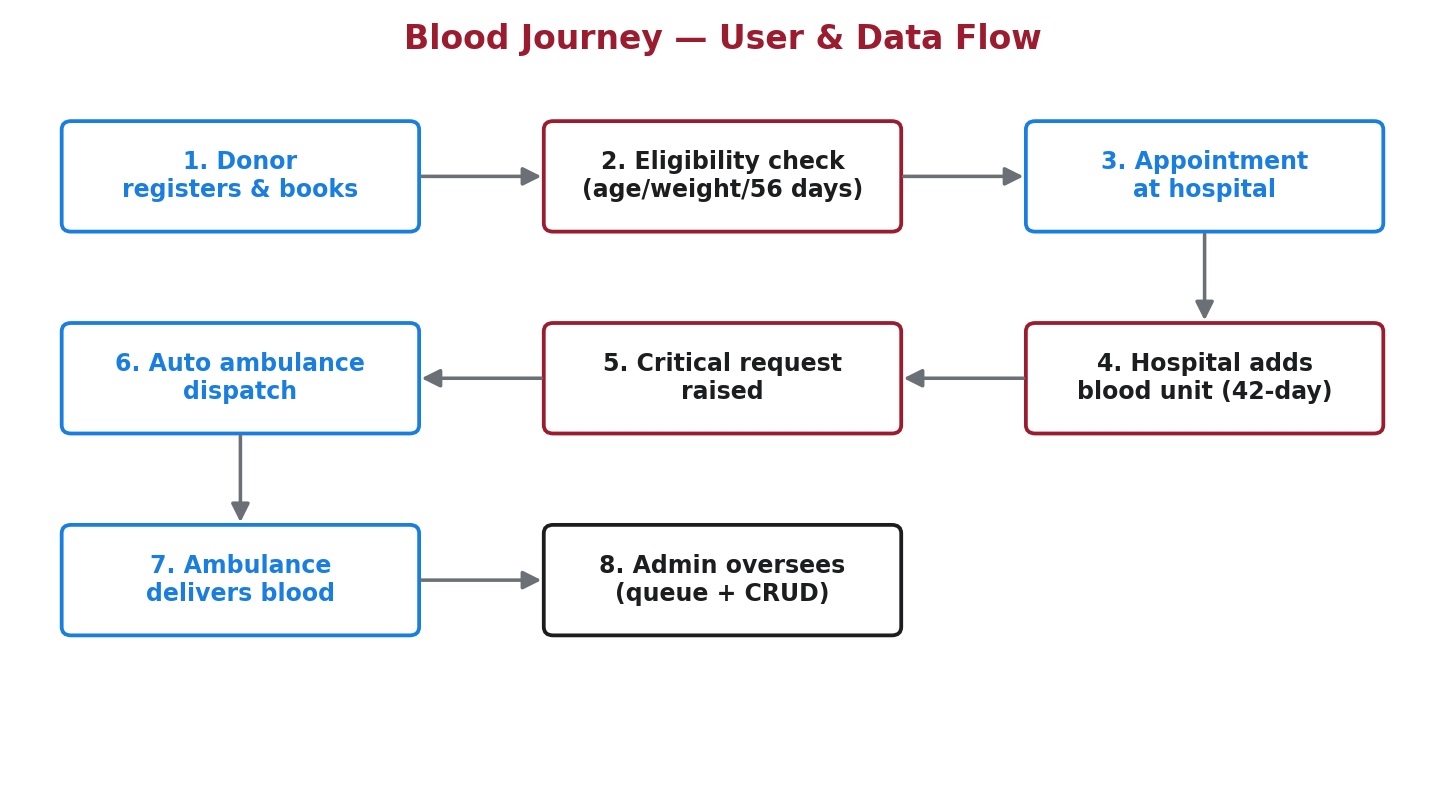 Blood Journey — User & Data Flow
1. Donor
registers & books
2. Eligibility check
(age/weight/56 days)
3. Appointment
at hospital
4. Hospital adds
blood unit (42-day)
5. Critical request
raised
6. Auto ambulance
dispatch
7. Ambulance
delivers blood
8. Admin oversees
(queue + CRUD)